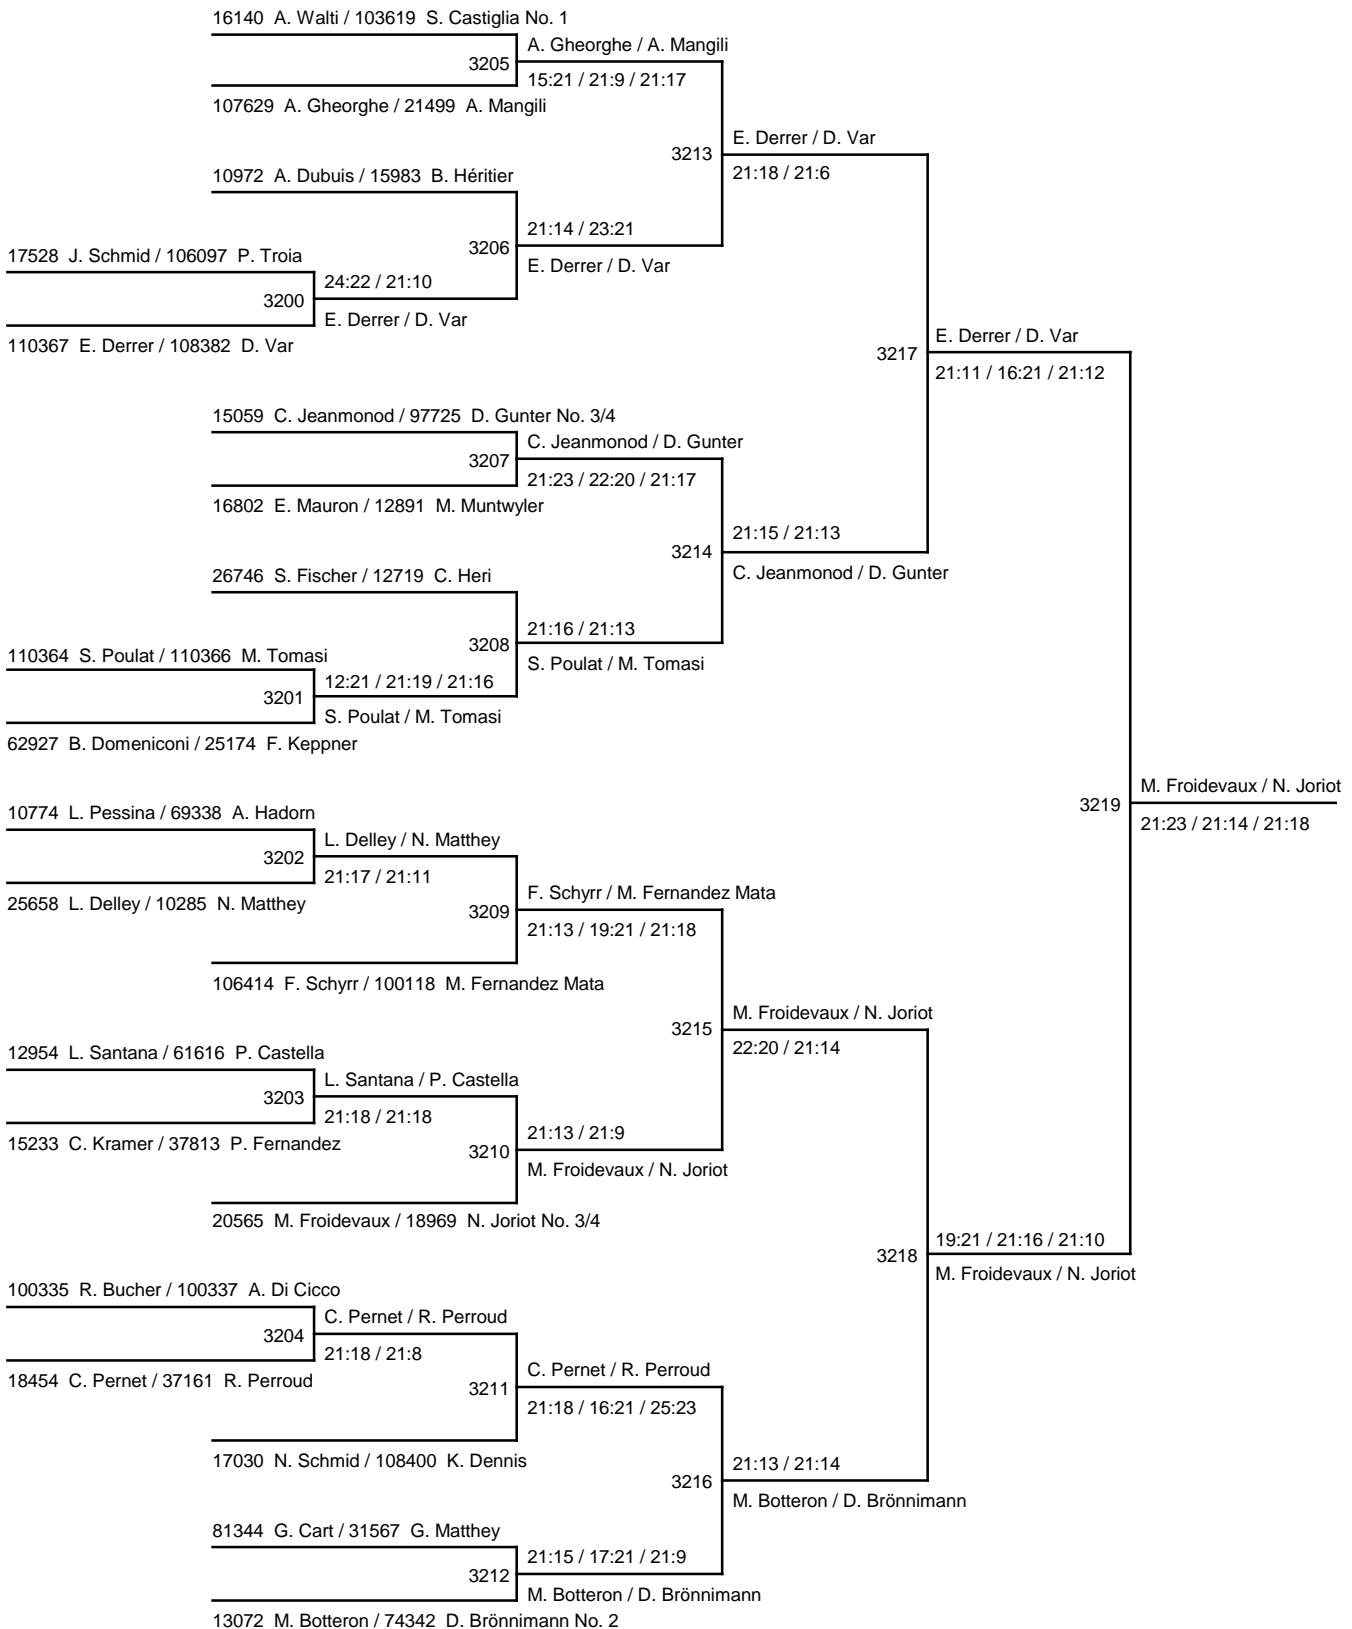 16140  A. Walti / 103619  S. Castiglia No. 1
A. Gheorghe / A. Mangili
3205
15:21 / 21:9 / 21:17
107629  A. Gheorghe / 21499  A. Mangili
E. Derrer / D. Var
3213
21:18 / 21:6
10972  A. Dubuis / 15983  B. Héritier
21:14 / 23:21
3206
E. Derrer / D. Var
17528  J. Schmid / 106097  P. Troia
24:22 / 21:10
3200
E. Derrer / D. Var
110367  E. Derrer / 108382  D. Var
E. Derrer / D. Var
3217
21:11 / 16:21 / 21:12
15059  C. Jeanmonod / 97725  D. Gunter No. 3/4
C. Jeanmonod / D. Gunter
3207
21:23 / 22:20 / 21:17
16802  E. Mauron / 12891  M. Muntwyler
21:15 / 21:13
3214
C. Jeanmonod / D. Gunter
26746  S. Fischer / 12719  C. Heri
21:16 / 21:13
3208
S. Poulat / M. Tomasi
110364  S. Poulat / 110366  M. Tomasi
12:21 / 21:19 / 21:16
3201
S. Poulat / M. Tomasi
62927  B. Domeniconi / 25174  F. Keppner
M. Froidevaux / N. Joriot
3219
21:23 / 21:14 / 21:18
10774  L. Pessina / 69338  A. Hadorn
L. Delley / N. Matthey
3202
21:17 / 21:11
25658  L. Delley / 10285  N. Matthey
F. Schyrr / M. Fernandez Mata
3209
21:13 / 19:21 / 21:18
106414  F. Schyrr / 100118  M. Fernandez Mata
M. Froidevaux / N. Joriot
3215
22:20 / 21:14
12954  L. Santana / 61616  P. Castella
L. Santana / P. Castella
3203
21:18 / 21:18
15233  C. Kramer / 37813  P. Fernandez
21:13 / 21:9
3210
M. Froidevaux / N. Joriot
20565  M. Froidevaux / 18969  N. Joriot No. 3/4
19:21 / 21:16 / 21:10
3218
M. Froidevaux / N. Joriot
100335  R. Bucher / 100337  A. Di Cicco
C. Pernet / R. Perroud
3204
21:18 / 21:8
18454  C. Pernet / 37161  R. Perroud
C. Pernet / R. Perroud
3211
21:18 / 16:21 / 25:23
17030  N. Schmid / 108400  K. Dennis
21:13 / 21:14
3216
M. Botteron / D. Brönnimann
81344  G. Cart / 31567  G. Matthey
21:15 / 17:21 / 21:9
3212
M. Botteron / D. Brönnimann
13072  M. Botteron / 74342  D. Brönnimann No. 2